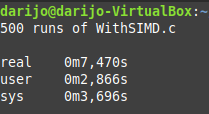 darijo@darijo-VirtualBox:~
500 runs of WithSIMD.c
real 0m7,470s
user 0m2,866s
sys 0m3,696s